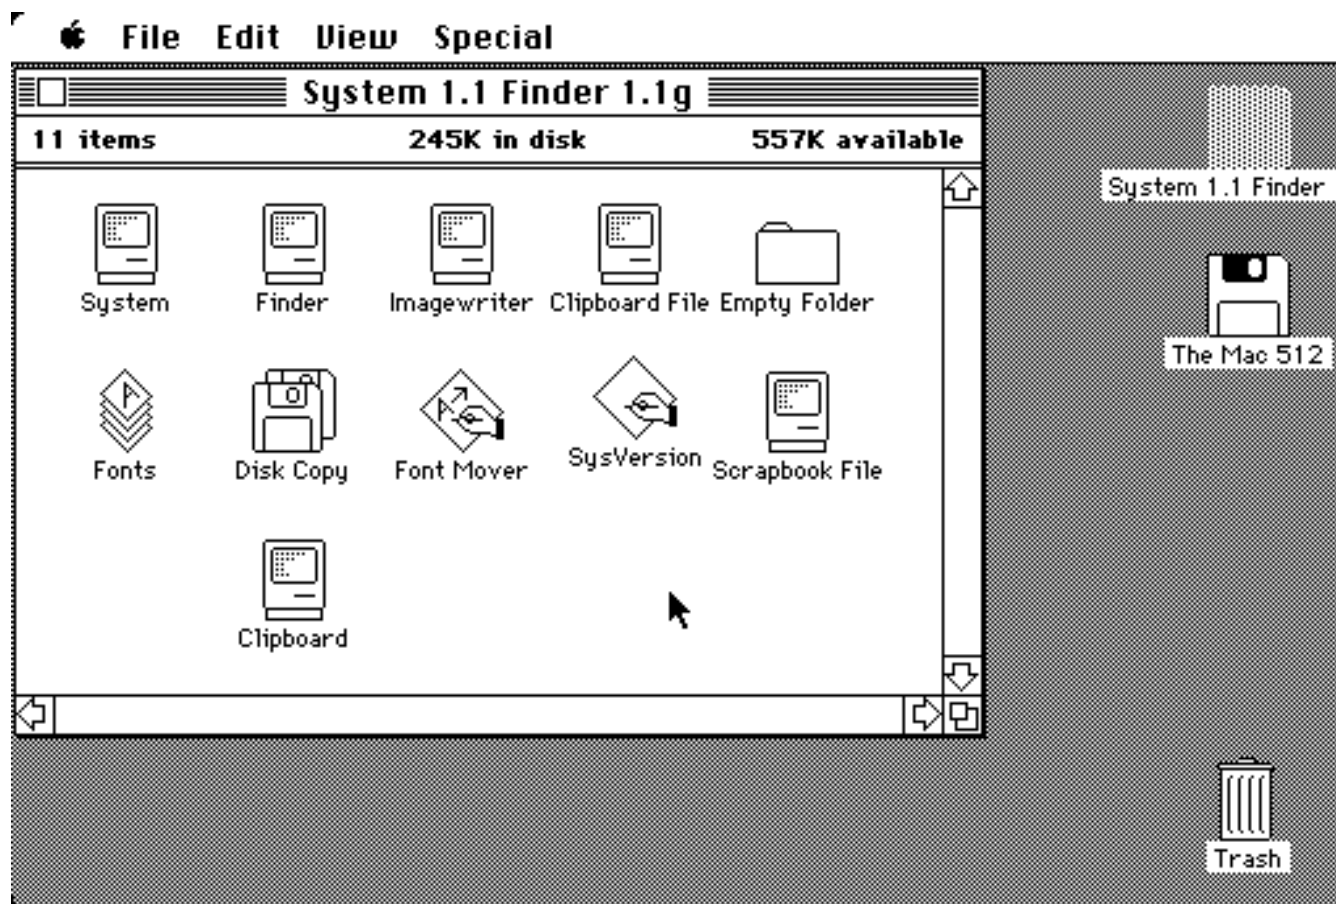 File Edit View Special
System 1.1 Finder 1.1g
11 items 245K in disk 557K available
System Finder Imagewriter Clipboard File Empty Folder
Fonts Disk Copy Font Mover SysVersion Scrapbook File
Clipboard
System 1.1 Finder
The Mac 512
Trash